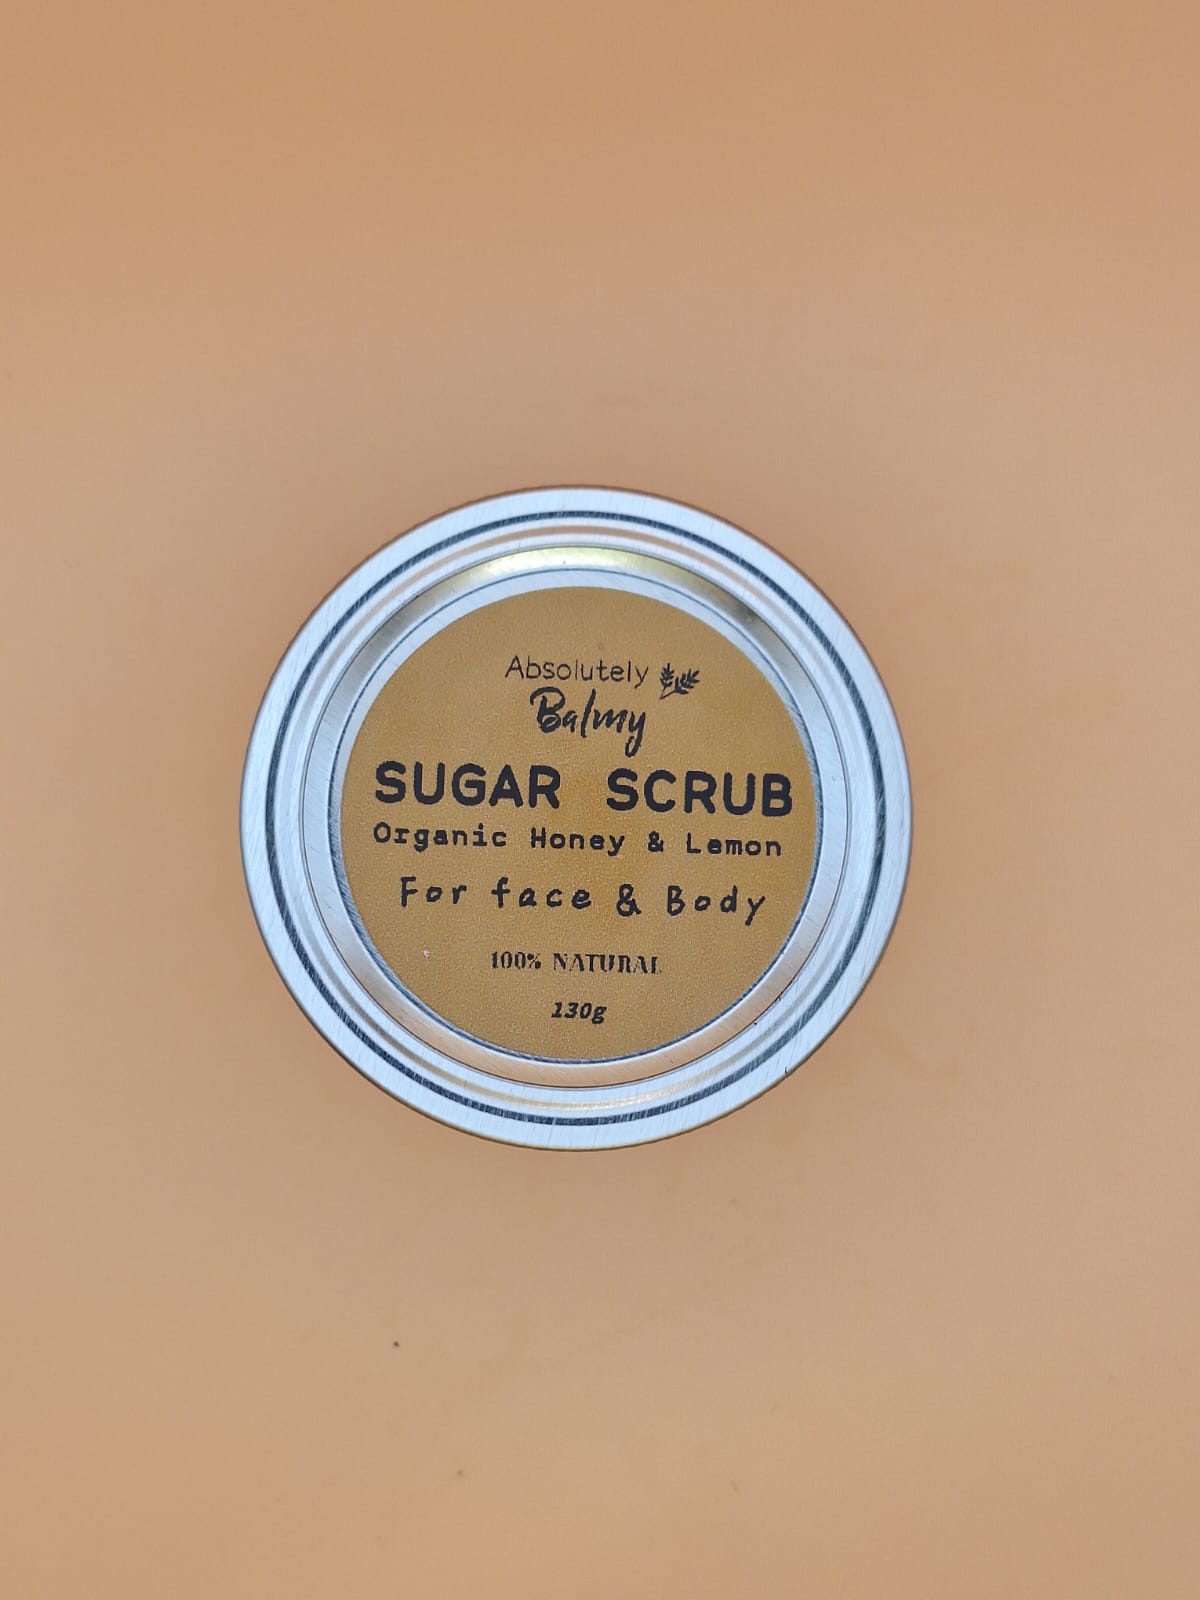 Absolutely
Balmy
SUGAR SCRUB
Organic Honey & Lemon
For face & Body
100% NATURAL
130g